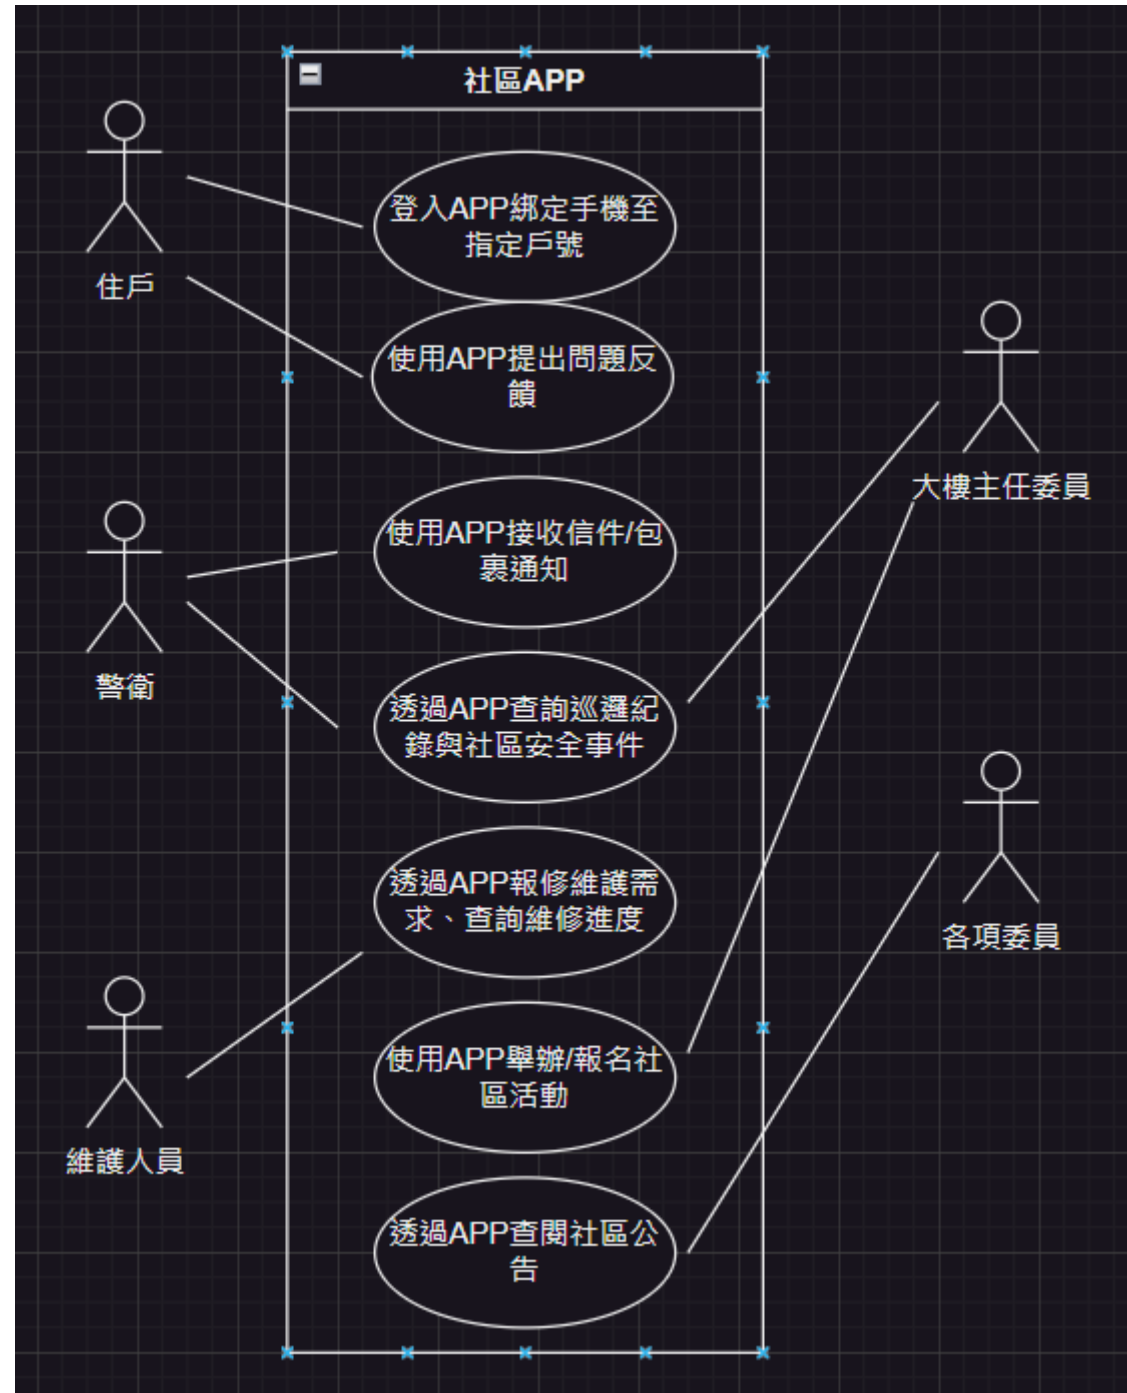 社區APP
登入APP綁定手機至
指定戶號
住戶
使用APP提出問題反
饋
大樓主任委員
使用APP接收信件/包
裹通知
警衛
透過APP查詢巡邏紀
錄與社區安全事件
透過APP報修維護需
求、查詢維修進度
各項委員
使用APP舉辦/報名社
區活動
維護人員
透過APP查閱社區公
告